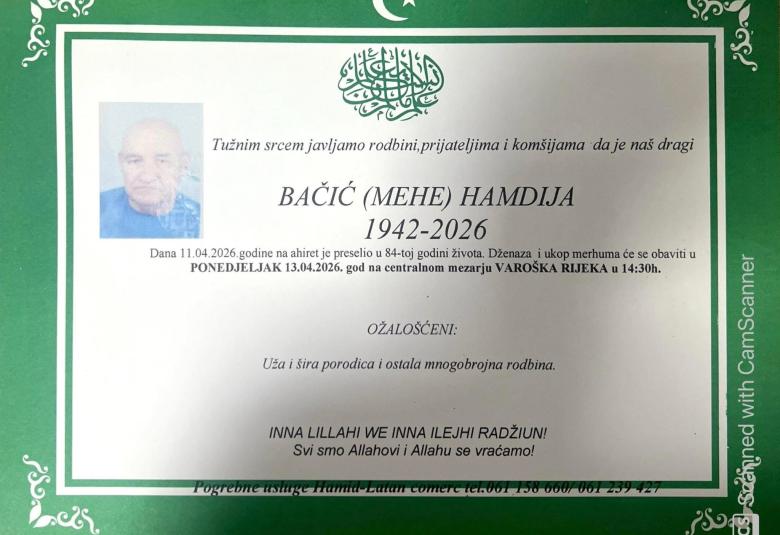 Tužnim srcem javljamo rodbini,prijateljima i komšijama da je naš dragi
BAČIĆ (MEHE) HAMDIJA
1942-2026
Dana 11.04.2026.godine na ahiret je preselio u 84-toj godini života. Dženaza i ukop merhuma će se obaviti u
PONEDJELJAK 13.04.2026. god na centralnom mezarju VAROŠKA RIJEKA u 14:30h.
OŽALOŠĆENI:
Uža i šira porodica i ostala mnogobrojna rodbina.
INNA LILLAHI WE INNA ILEJHI RADŽIUN!
Svi smo Allahovi i Allahu se vraćamo!
Pogrebne usluge Hamid-Latan comerc tel.061 158 660/ 061 239 427
Scanned with CamScanner